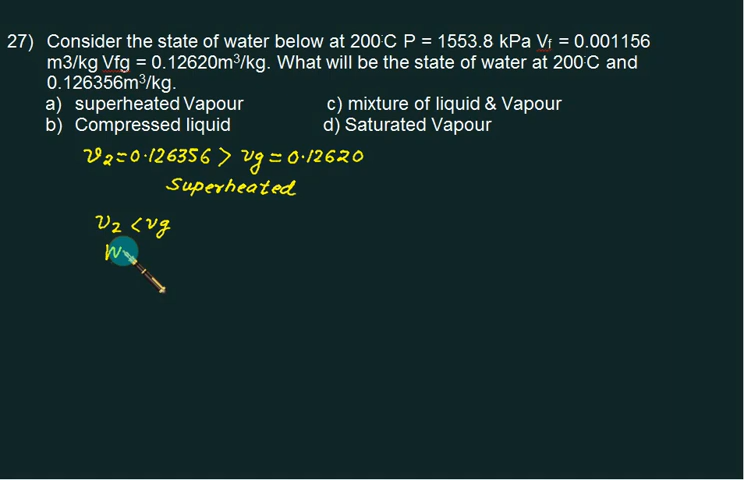 27) Consider the state of water below at 200°C P = 1553.8 kPa Vf = 0.001156
m3/kg Vfg = 0.12620m³/kg. What will be the state of water at 200°C and
0.126356m³/kg.
a) superheated Vapour c) mixture of liquid & Vapour
b) Compressed liquid d) Saturated Vapour
v2=0.126356 > vg = 0.12620
Superheated
v2 < vg